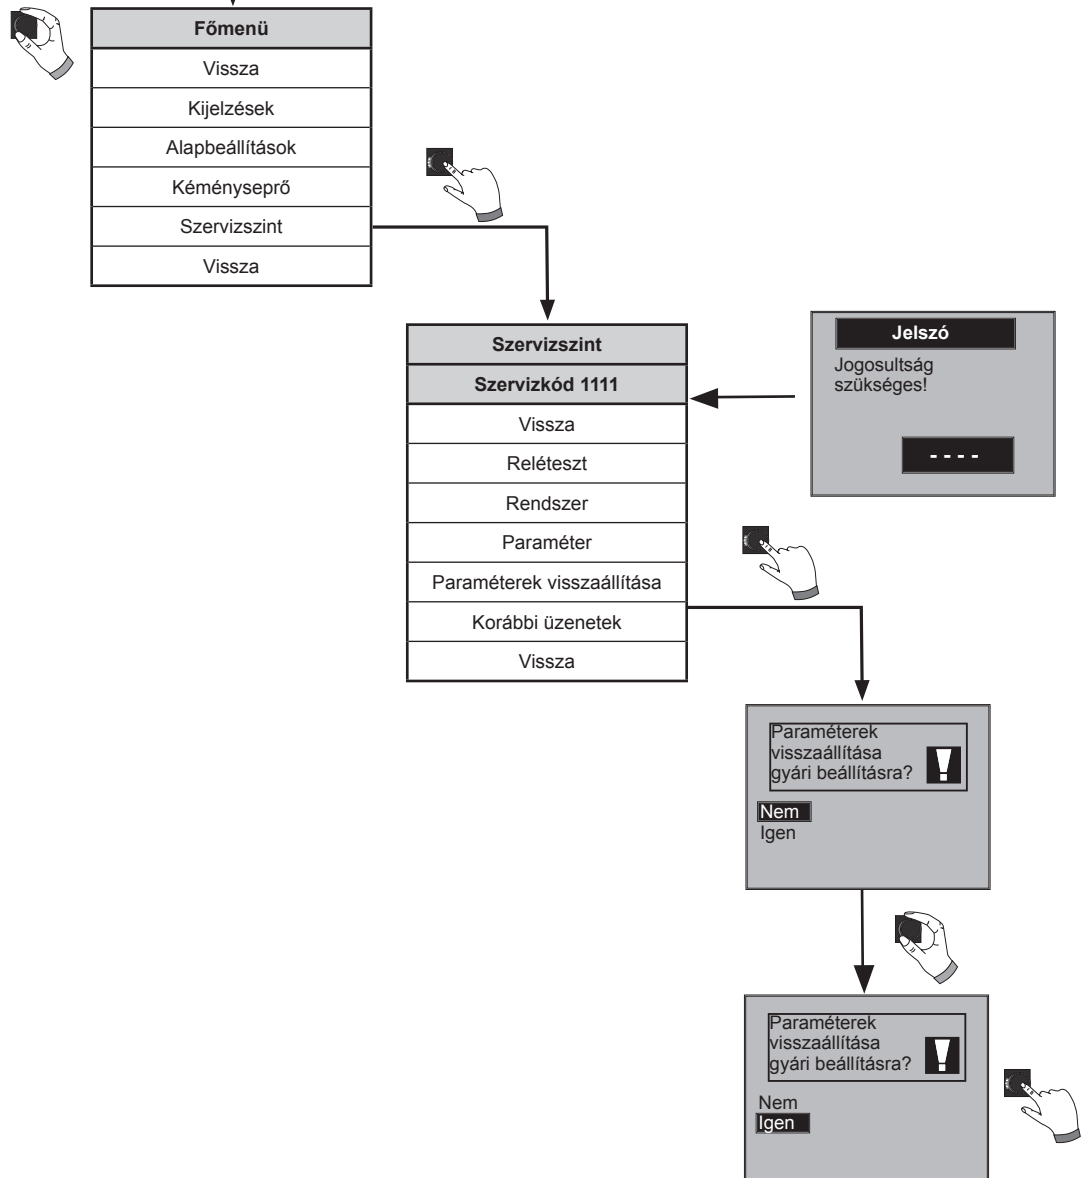 Főmenü
Vissza
Kijelzések
Alapbeállítások
Kéményseprő
Szervizszint
Vissza
Szervizszint
Szervizkód 1111
Vissza
Reléteszt
Rendszer
Paraméter
Paraméterek visszaállítása
Korábbi üzenetek
Vissza
Jelszó
Jogosultság
szükséges!
- - - -
Paraméterek
visszaállítása
gyári beállításra?
Nem
Igen
Paraméterek
visszaállítása
gyári beállításra?
Nem
Igen